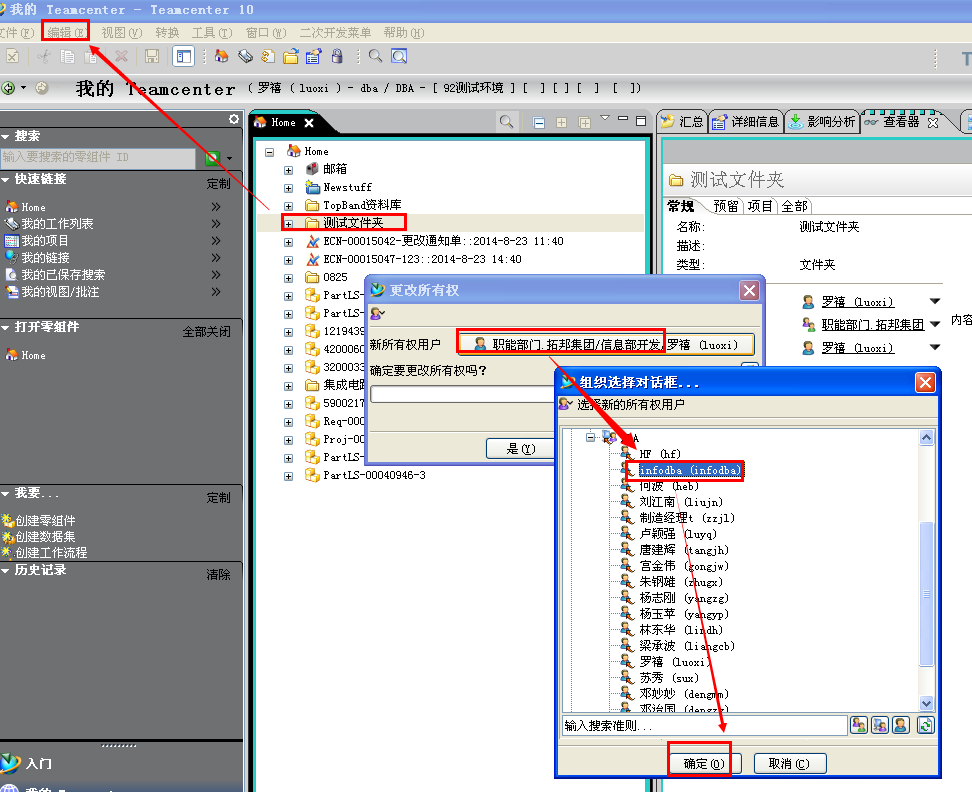 我的 Teamcenter - Teamcenter 10
文件(F) 编辑(E) 视图(V) 转换 工具(T) 窗口(W) 二次开发菜单 帮助(H)
我的 Teamcenter ( 罗禧 ( luoxi ) - dba / DBA - [ 92测试环境 ] [ ] [ ] [ ] [ ] )
搜索
输入要搜索的零组件 ID
快速链接 定制
Home
我的工作列表
我的项目
我的链接
我的已保存搜索
我的视图/批注
打开零组件 全部关闭
Home
我要... 定制
创建零组件
创建数据集
创建工作流程
历史记录 清除
入门
我的 Teamcenter
Home
Home
邮箱
Newstuff
TopBand资料库
测试文件夹
ECN-00015042-更改通知单::2014-8-23 11:40
ECN-00015047-123::2014-8-23 14:40
0825
PartLS-
PartLS-
1219439
4200060
3200033
集成电路
5900217
Req-000
Proj-00
PartLS-
PartLS-00040946-3
汇总 详细信息 影响分析 查看器
测试文件夹
常规 预留 项目 全部
名称: 测试文件夹
描述:
类型: 文件夹
罗禧 (luoxi)
职能部门.拓邦集团
内容
罗禧 (luoxi)
更改所有权
新所有权用户 职能部门.拓邦集团/信息部开发/罗禧 (luoxi)
确定要更改所有权吗?
是(Y)
组织选择对话框...
选择新的所有权用户
HF (hf)
infodba (infodba)
何波 (heb)
刘江南 (liujn)
制造经理t (zzjl)
卢颖强 (luyq)
唐建辉 (tangjh)
宫金伟 (gongjw)
朱钢雄 (zhugx)
杨志刚 (yangzg)
杨玉苹 (yangyp)
林东华 (lindh)
梁承波 (liangcb)
罗禧 (luoxi)
苏秀 (sux)
邓妙妙 (dengmm)
邓治国 (dengzg)
输入搜索准则...
确定(O) 取消(C)